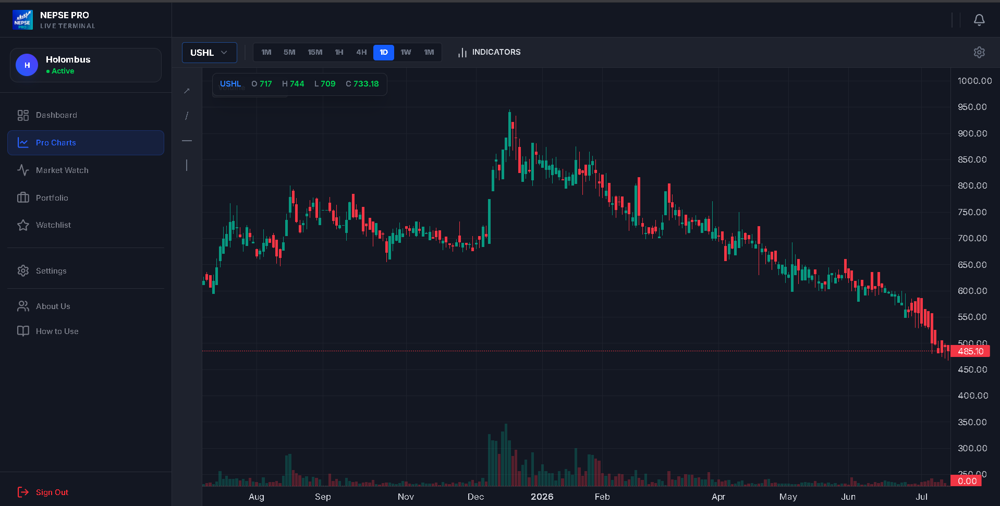 NEPSE PRO
LIVE TERMINAL
NEPSE
PRO
H
Holombus
Active
Dashboard
Pro Charts
Market Watch
Portfolio
Watchlist
Settings
About Us
How to Use
Sign Out
USHL
1M 5M 15M 1H 4H 1D 1W 1M
INDICATORS
USHL O 717 H 744 L 709 C 733.18
Volume
1000.00
950.00
900.00
850.00
800.00
750.00
700.00
650.00
600.00
550.00
500.00
485.10
450.00
400.00
350.00
300.00
250.00
0.00
Aug Sep Nov Dec 2026 Feb Apr May Jun Jul